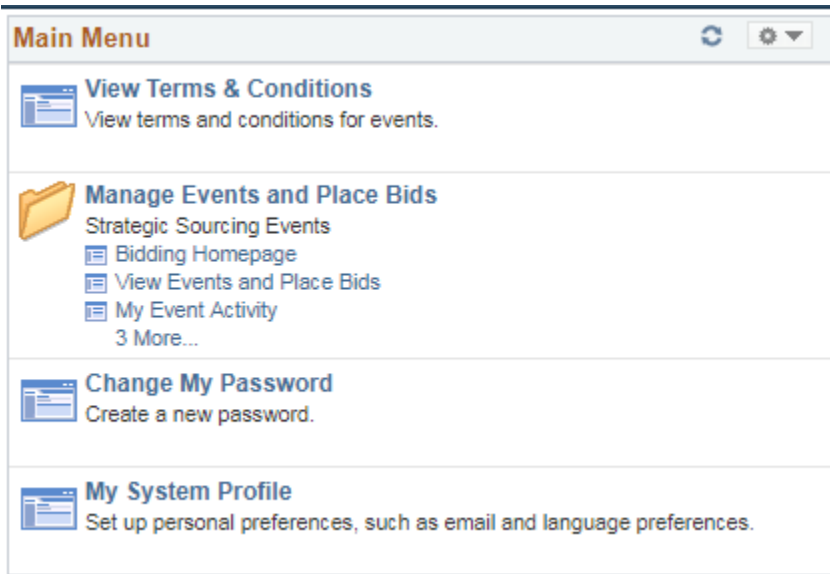 Main Menu
View Terms & Conditions
View terms and conditions for events.
Manage Events and Place Bids
Strategic Sourcing Events
Bidding Homepage
View Events and Place Bids
My Event Activity
3 More...
Change My Password
Create a new password.
My System Profile
Set up personal preferences, such as email and language preferences.